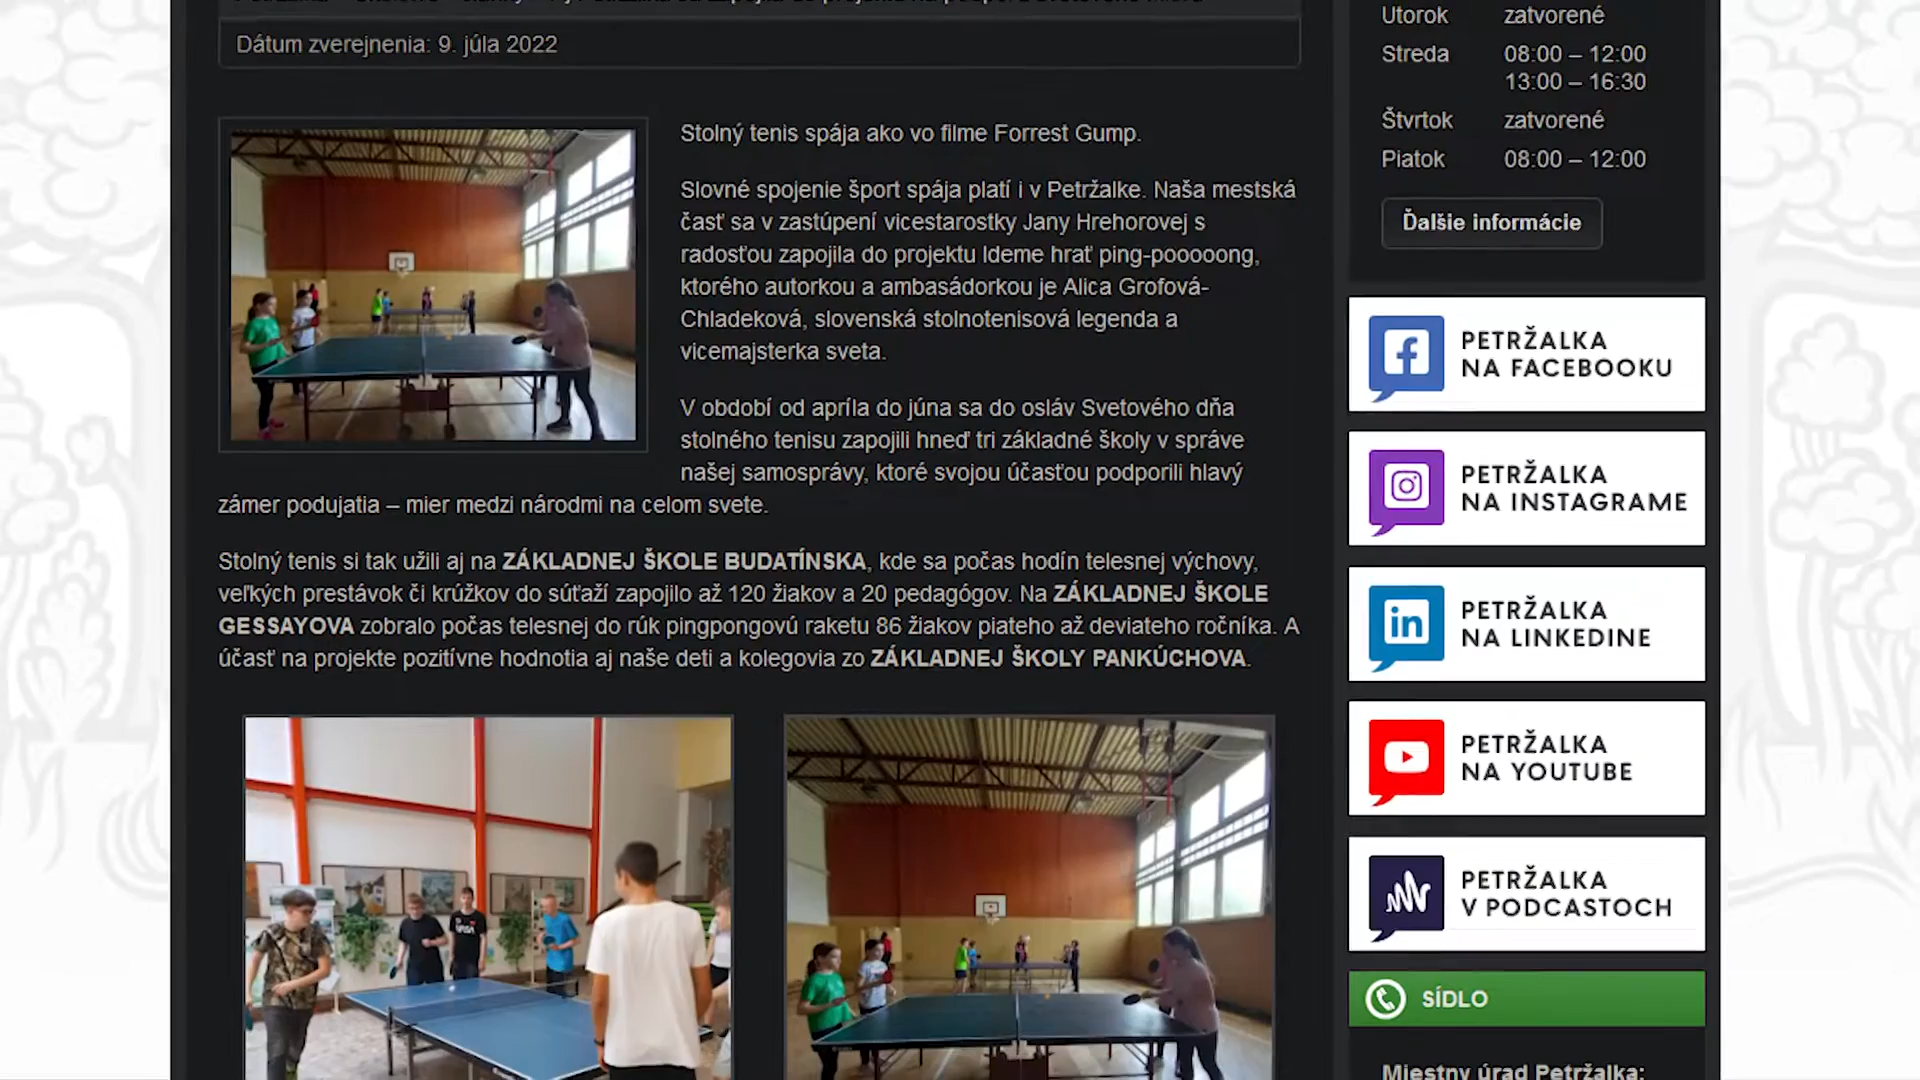 Dátum zverejnenia: 9. júla 2022
Stolný tenis spája ako vo filme Forrest Gump.
Slovné spojenie šport spája platí i v Petržalke. Naša mestská
časť sa v zastúpení vicestarostky Jany Hrehorovej s
radosťou zapojila do projektu Ideme hrať ping-pooooong,
ktorého autorkou a ambasádorkou je Alica Grofová-
Chladeková, slovenská stolnotenisová legenda a
vicemajsterka sveta.
V období od apríla do júna sa do osláv Svetového dňa
stolného tenisu zapojili hneď tri základné školy v správe
našej samosprávy, ktoré svojou účasťou podporili hlavý
zámer podujatia – mier medzi národmi na celom svete.
Stolný tenis si tak užili aj na ZÁKLADNEJ ŠKOLE BUDATÍNSKA, kde sa počas hodín telesnej výchovy,
veľkých prestávok či krúžkov do súťaží zapojilo až 120 žiakov a 20 pedagógov. Na ZÁKLADNEJ ŠKOLE
GESSAYOVA zobralo počas telesnej do rúk pingpongovú raketu 86 žiakov piateho až deviateho ročníka. A
účasť na projekte pozitívne hodnotia aj naše deti a kolegovia zo ZÁKLADNEJ ŠKOLY PANKÚCHOVA.
Utorok zatvorené
Streda 08:00 – 12:00
13:00 – 16:30
Štvrtok zatvorené
Piatok 08:00 – 12:00
Ďalšie informácie
PETRŽALKA
NA FACEBOOKU
PETRŽALKA
NA INSTAGRAME
PETRŽALKA
NA LINKEDINE
PETRŽALKA
NA YOUTUBE
PETRŽALKA
V PODCASTOCH
SÍDLO
Miestny úrad Petržalka: